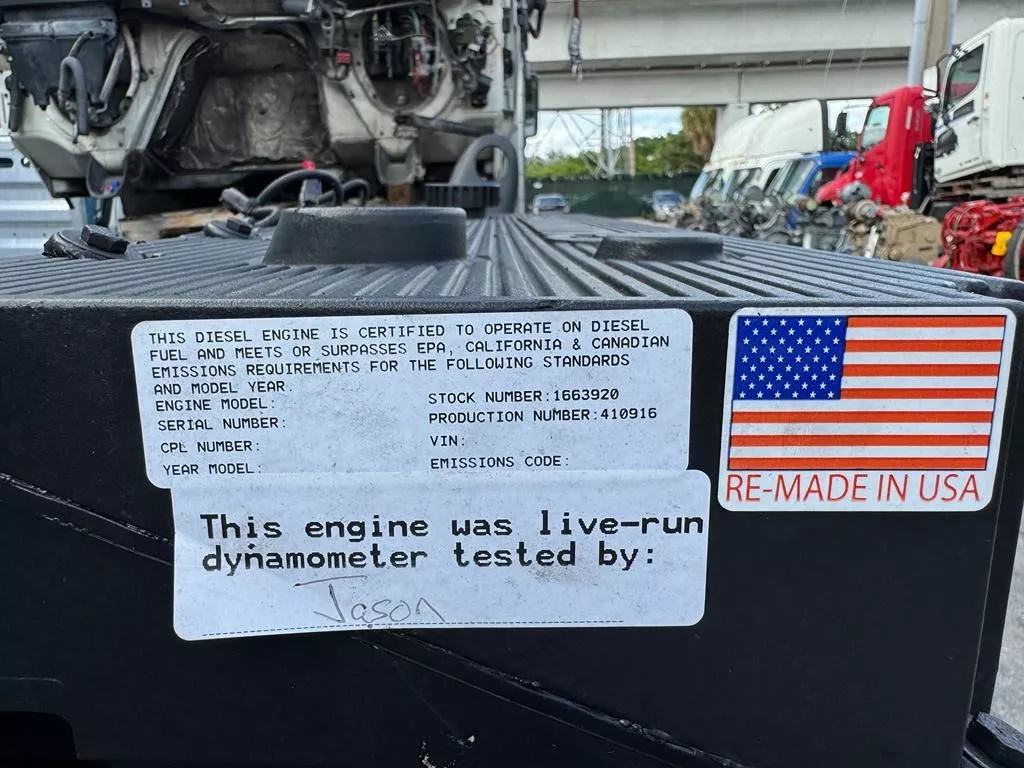 THIS DIESEL ENGINE IS CERTIFIED TO OPERATE ON DIESEL
FUEL AND MEETS OR SURPASSES EPA, CALIFORNIA & CANADIAN
EMISSIONS REQUIREMENTS FOR THE FOLLOWING STANDARDS
AND MODEL YEAR.
ENGINE MODEL:
STOCK NUMBER:1663920
SERIAL NUMBER:
PRODUCTION NUMBER:410916
CPL NUMBER:
VIN:
YEAR MODEL:
EMISSIONS CODE:
This engine was live-run
dynamometer tested by:
Jason
RE-MADE IN USA